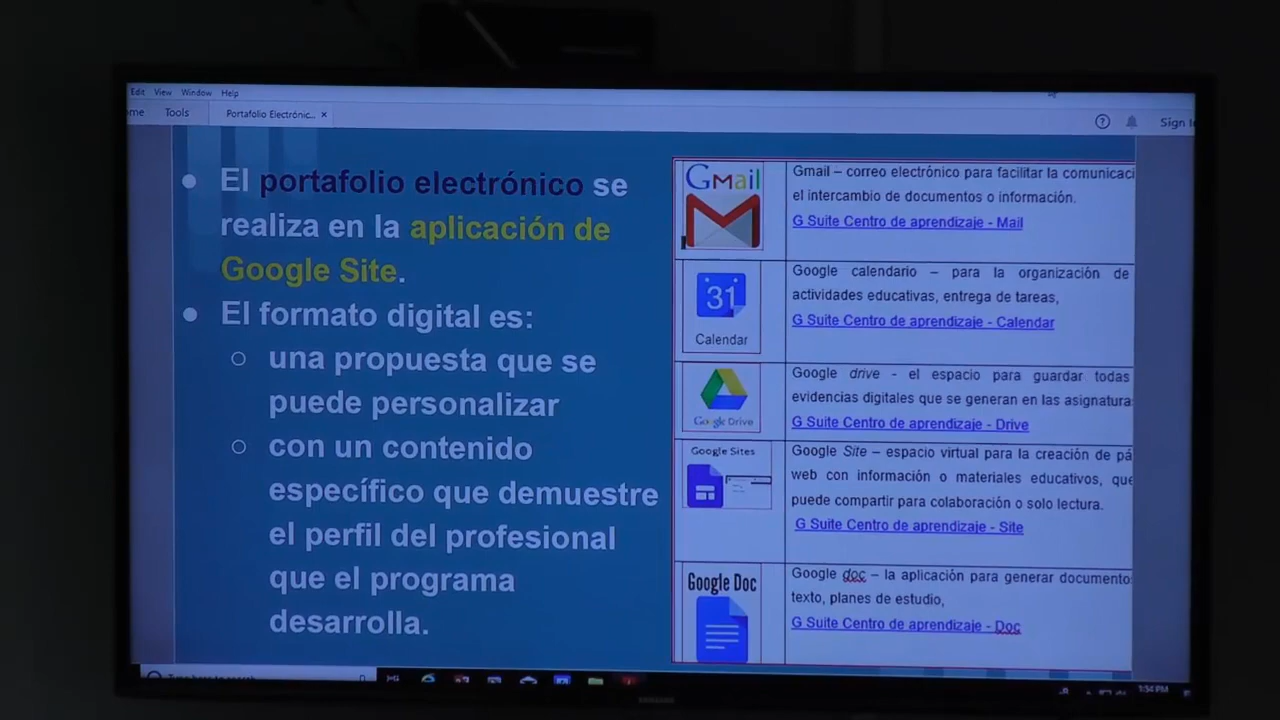 Edit View Window Help
me Tools Portafolio Electrónic... ×
Sign I
El portafolio electrónico se
realiza en la aplicación de
Google Site.
El formato digital es:
una propuesta que se
puede personalizar
con un contenido
específico que demuestre
el perfil del profesional
que el programa
desarrolla.
Gmail
Gmail – correo electrónico para facilitar la comunicaci
el intercambio de documentos o información.
G Suite Centro de aprendizaje - Mail
31
Calendar
Google calendario – para la organización de
actividades educativas, entrega de tareas,
G Suite Centro de aprendizaje - Calendar
Google Drive
Google drive - el espacio para guardar todas
evidencias digitales que se generan en las asignatura
G Suite Centro de aprendizaje - Drive
Google Sites
Google Site – espacio virtual para la creación de pá
web con información o materiales educativos, que
puede compartir para colaboración o solo lectura.
G Suite Centro de aprendizaje - Site
Google Doc
Google doc – la aplicación para generar documento
texto, planes de estudio,
G Suite Centro de aprendizaje - Doc
1:54 PM